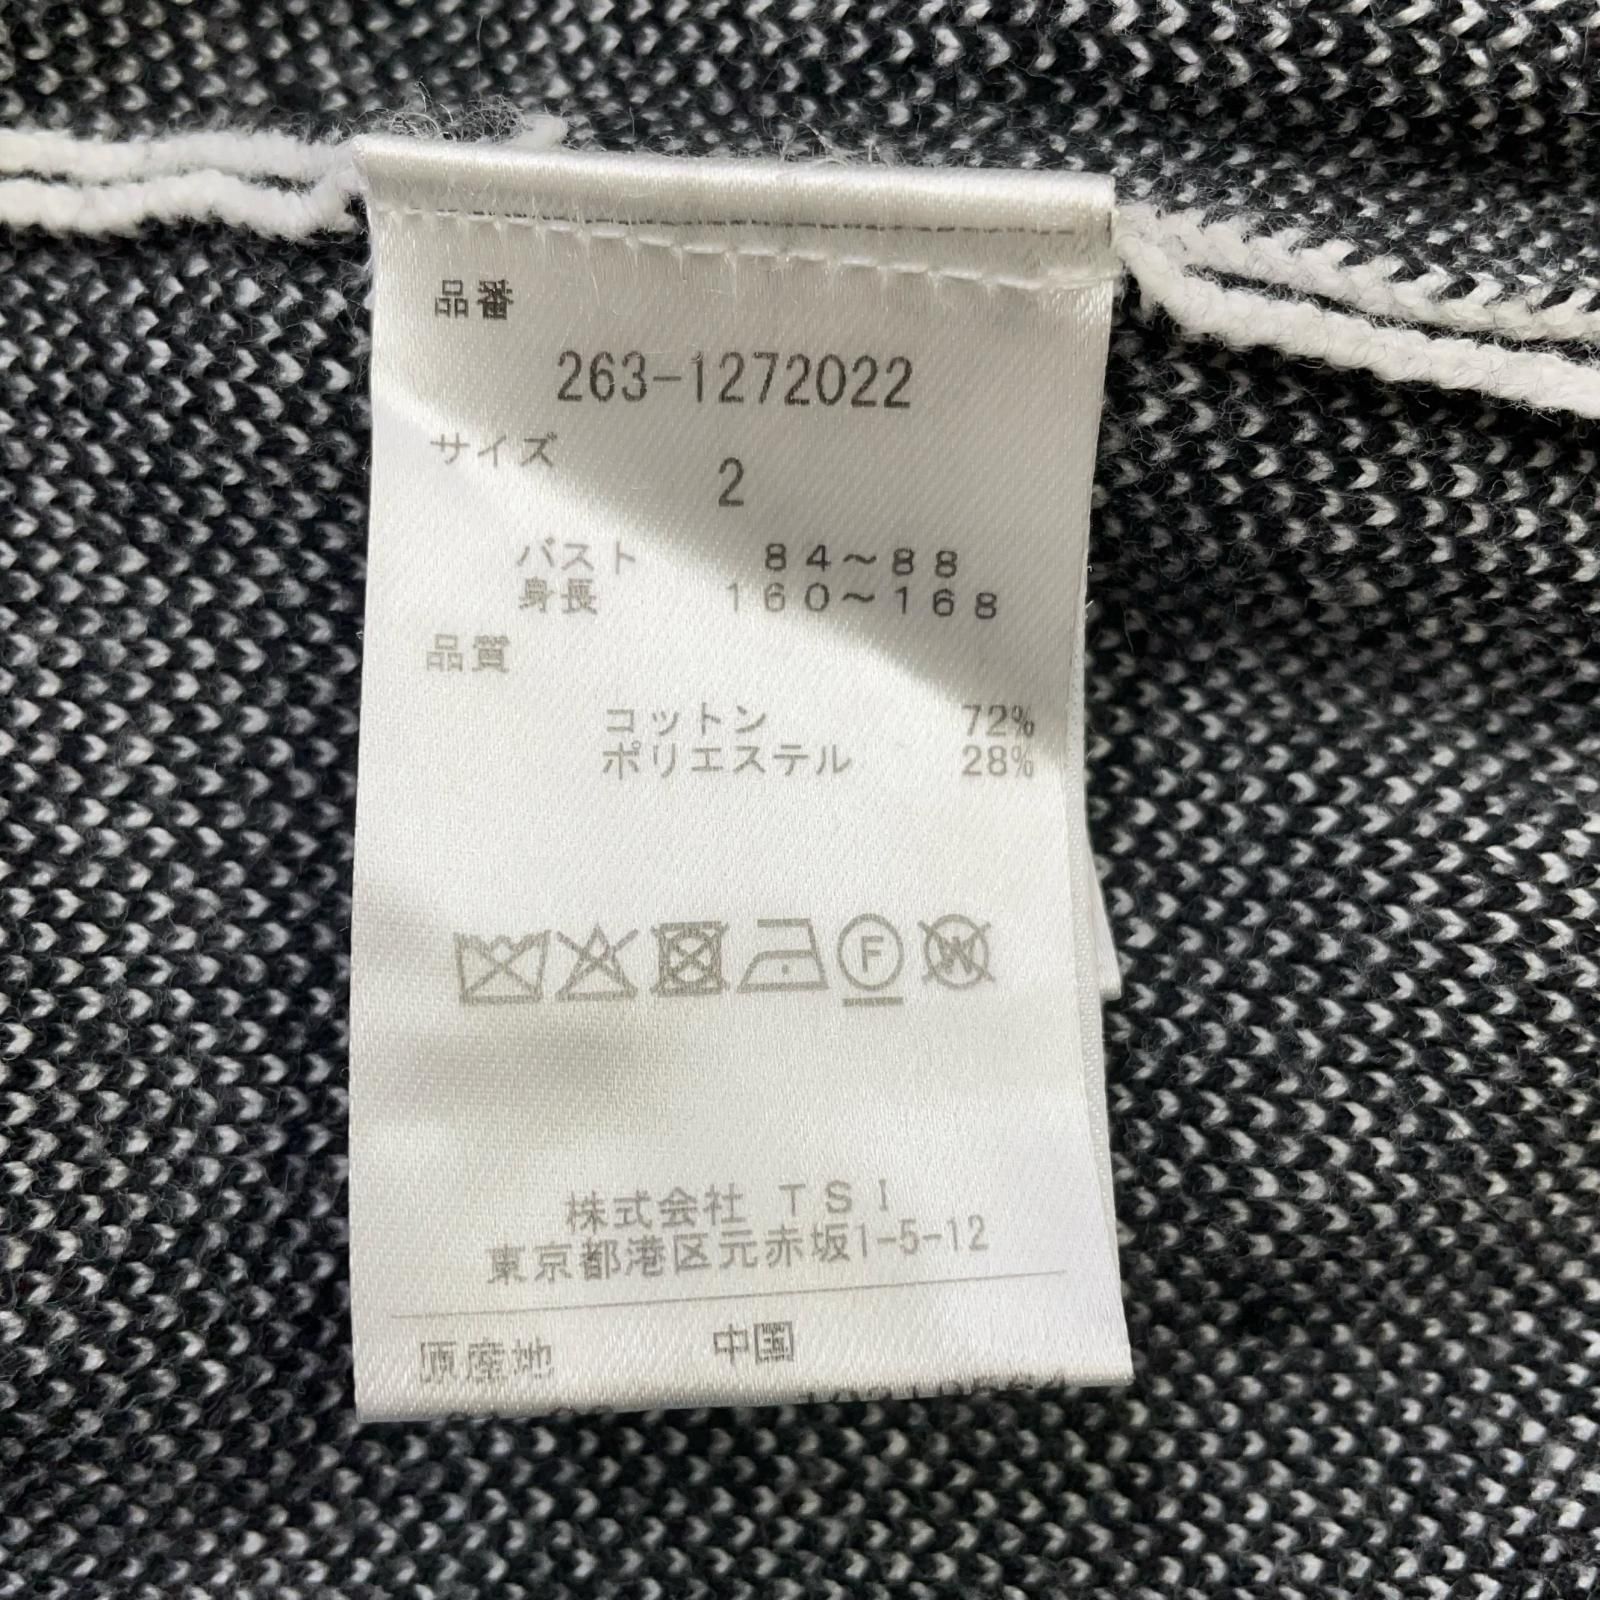 品番
263-1272022
サイズ 2
バスト 84～88
身長 160～168
品質
コットン 72%
ポリエステル 28%
F
W
株式会社 TSI
東京都港区元赤坂1-5-12
原産地 中国